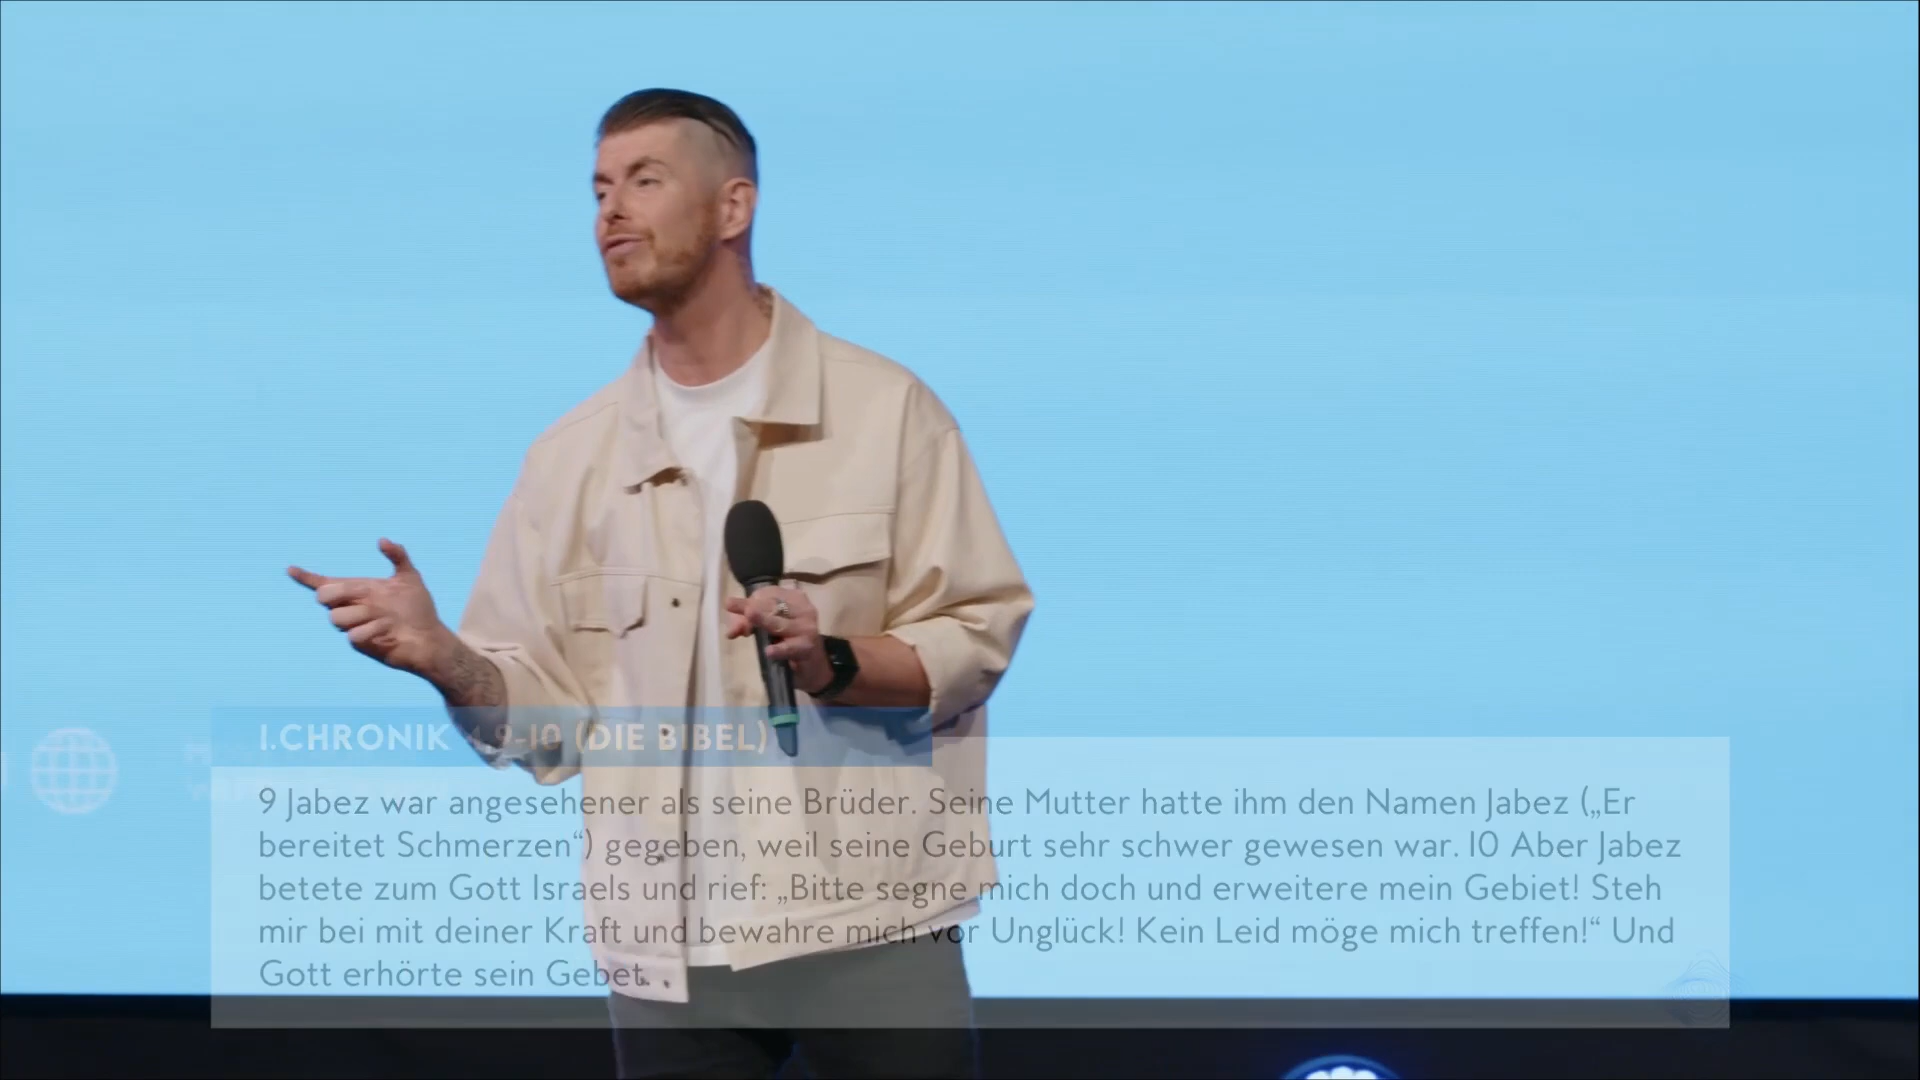 1.CHRONIK 4,9-10 (DIE BIBEL)
9 Jabez war angesehener als seine Brüder. Seine Mutter hatte ihm den Namen Jabez („Er
bereitet Schmerzen“) gegeben, weil seine Geburt sehr schwer gewesen war. 10 Aber Jabez
betete zum Gott Israels und rief: „Bitte segne mich doch und erweitere mein Gebiet! Steh
mir bei mit deiner Kraft und bewahre mich vor Unglück! Kein Leid möge mich treffen!“ Und
Gott erhörte sein Gebet.